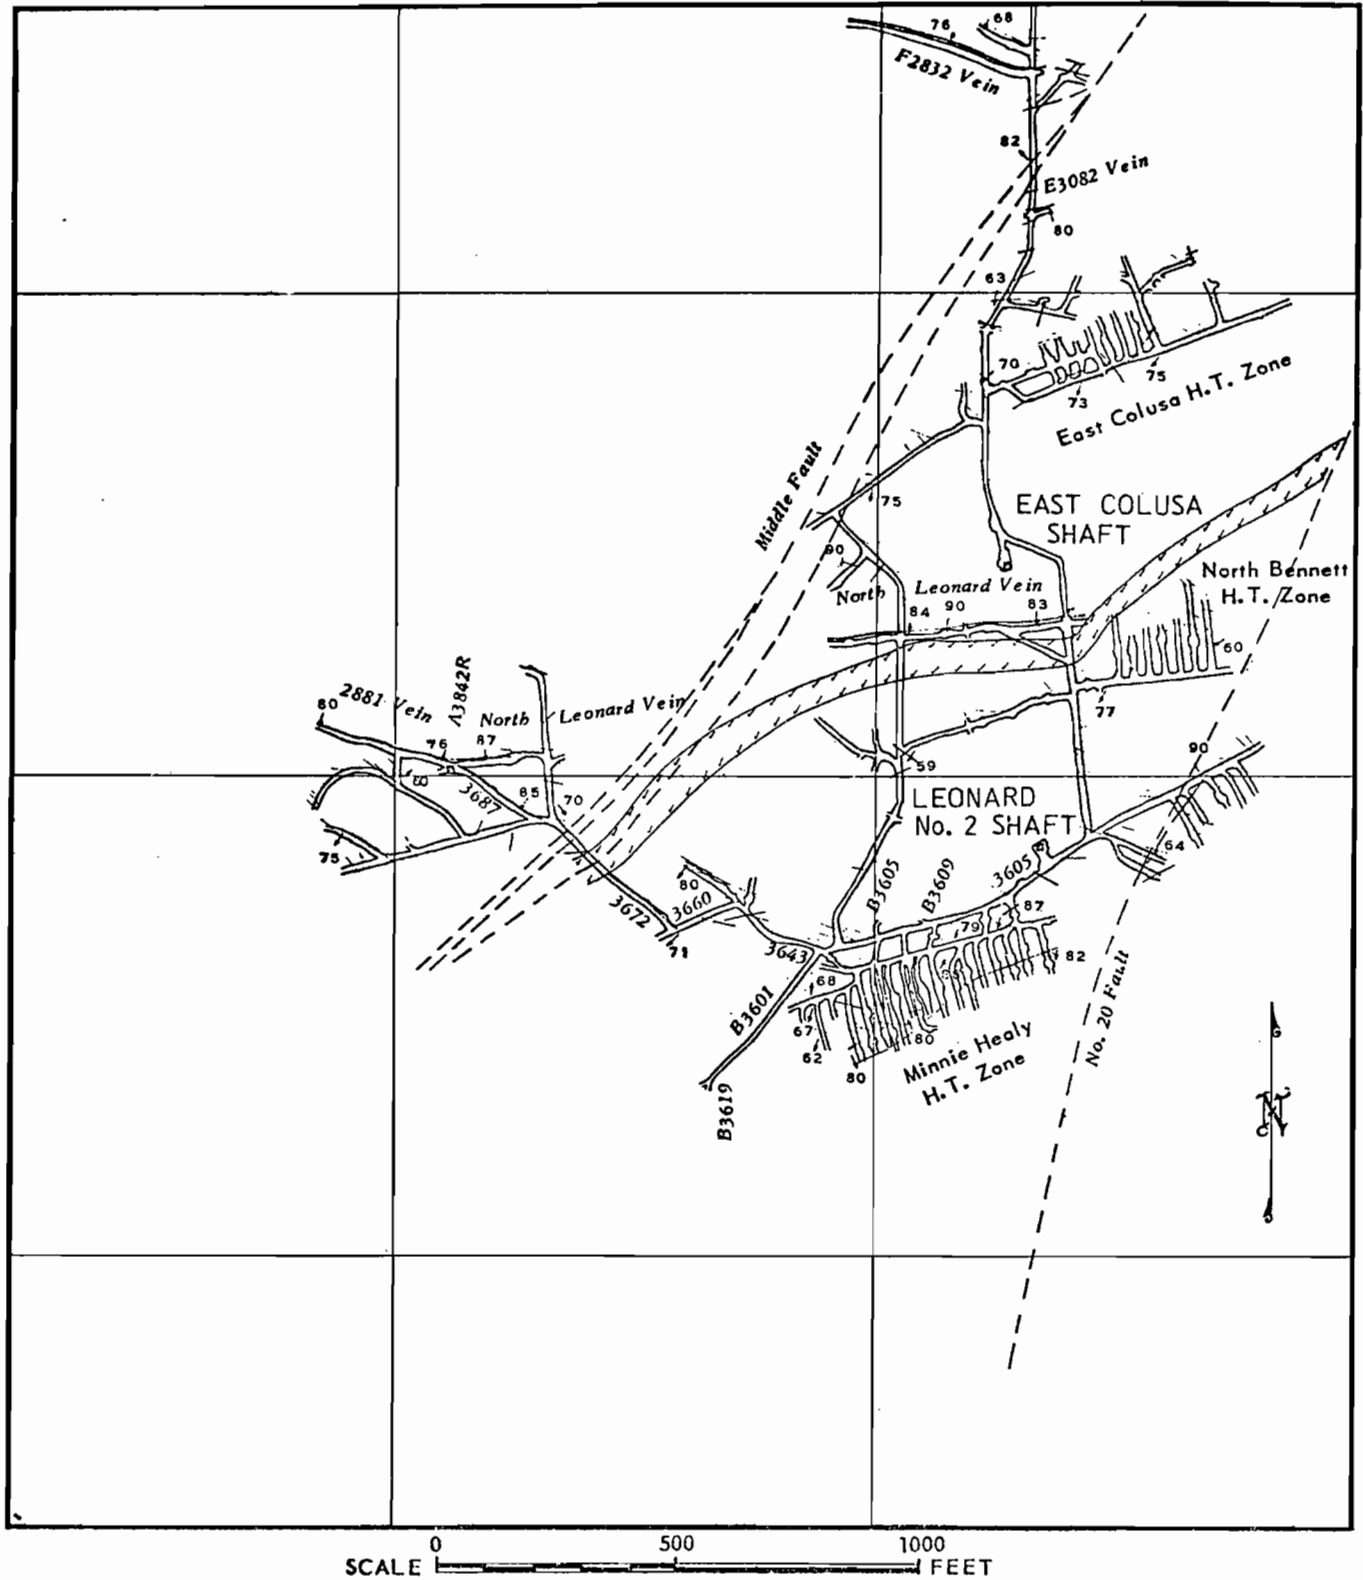 76
68
F2832 Vein
82
E3082 Vein
80
63
70
75
73
East Colusa H.T. Zone
Middle Fault
75
EAST COLUSA
SHAFT
90
North Leonard Vein
84
90
83
North Bennett
H.T. Zone
60
77
80
2881 Vein
A3842R
76
87
North Leonard Vein
3687
85
70
75
59
90
LEONARD
No. 2 SHAFT
64
B3605
B3609
3605
87
79
82
80
3660
3672
71
3643
68
B3601
67
62
80
80
B3619
Minnie Healy
H.T. Zone
No. 20 Fault
N
0 500 1000
SCALE FEET